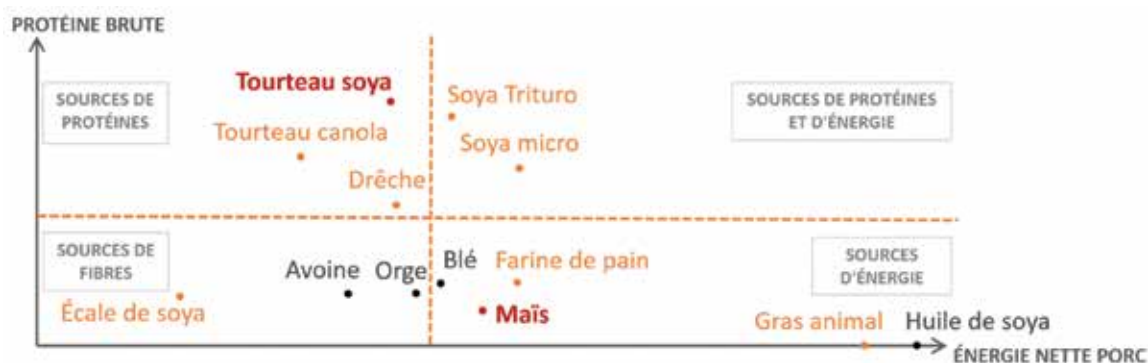 PROTÉINE BRUTE
SOURCES DE
PROTÉINES
Tourteau soya
Soya Trituro
SOURCES DE PROTÉINES
ET D'ÉNERGIE
Tourteau canola
Soya micro
Drêche
SOURCES DE
FIBRES
Avoine
Orge
Blé
Farine de pain
SOURCES
D'ÉNERGIE
Écale de soya
Maïs
Gras animal
Huile de soya
ÉNERGIE NETTE PORC